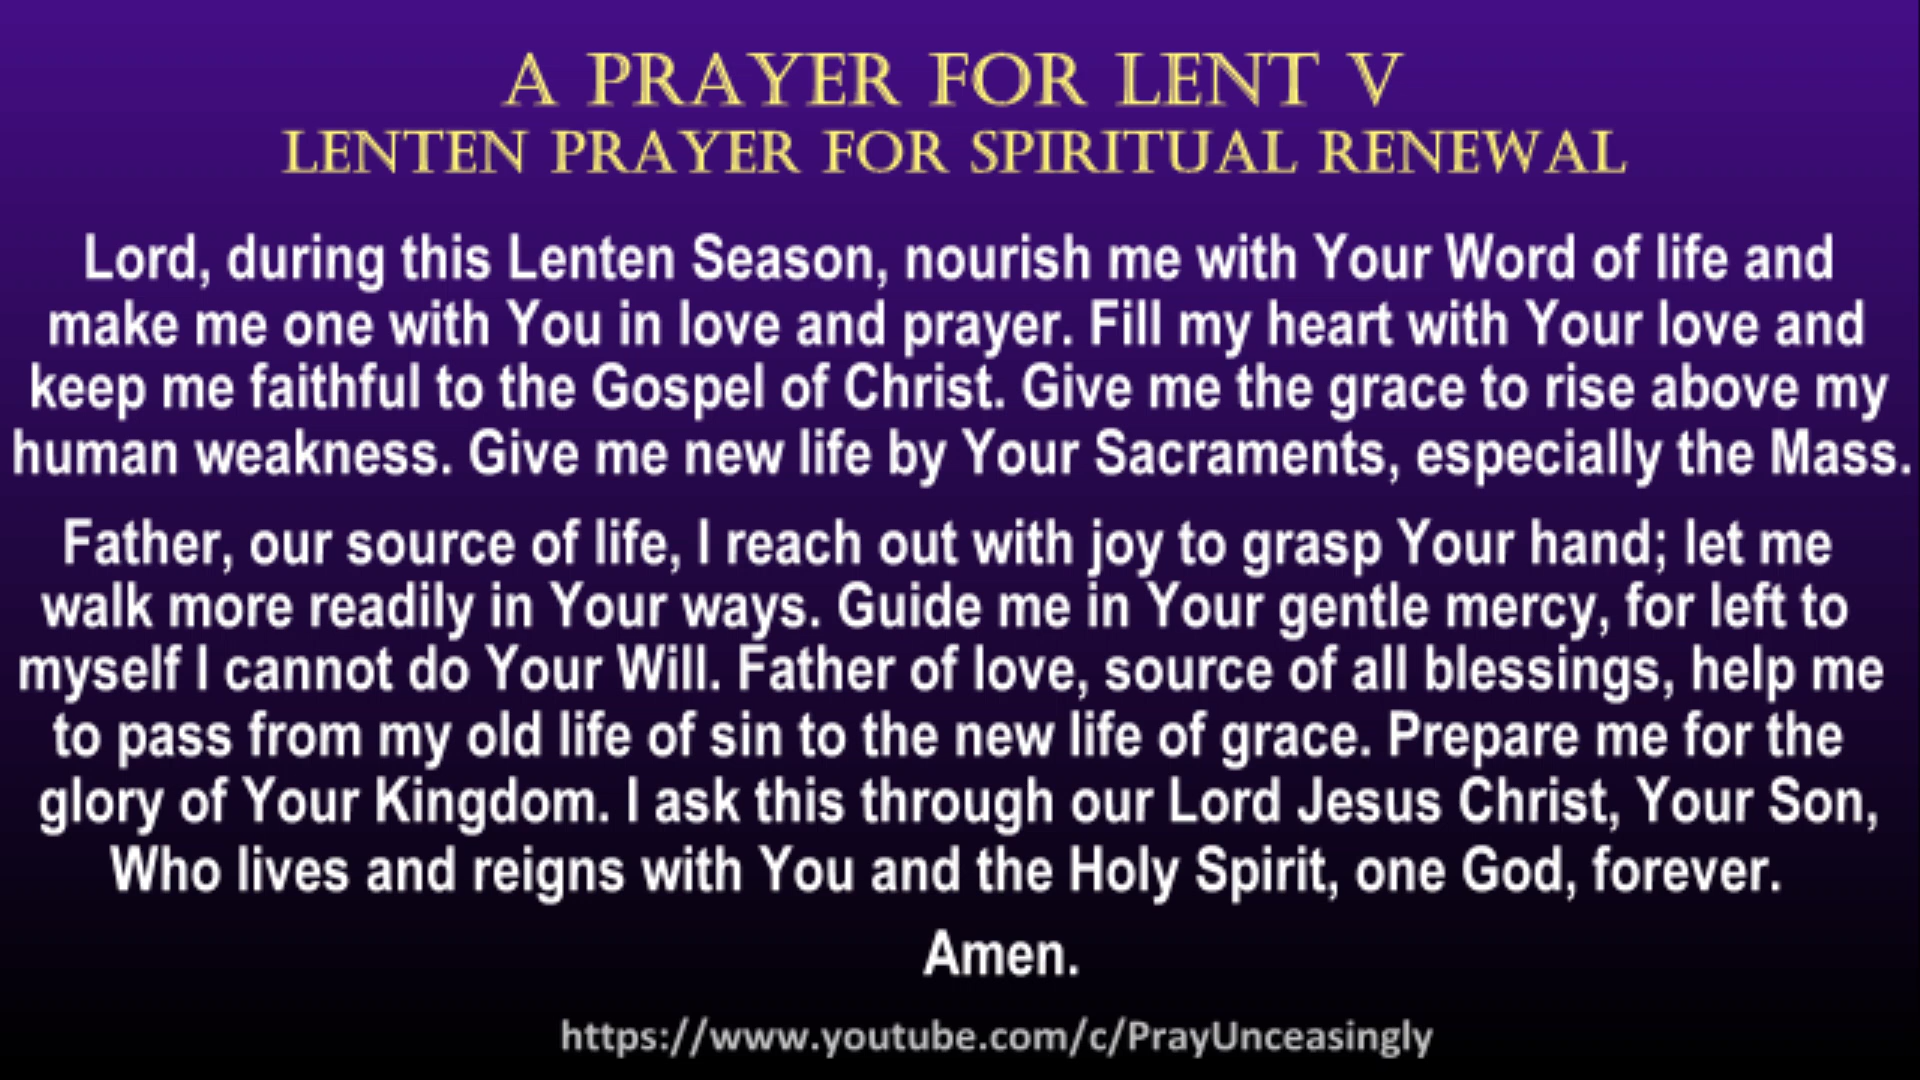 A PRAYER FOR LENT V
LENTEN PRAYER FOR SPIRITUAL RENEWAL
Lord, during this Lenten Season, nourish me with Your Word of life and
make me one with You in love and prayer. Fill my heart with Your love and
keep me faithful to the Gospel of Christ. Give me the grace to rise above my
human weakness. Give me new life by Your Sacraments, especially the Mass.
Father, our source of life, I reach out with joy to grasp Your hand; let me
walk more readily in Your ways. Guide me in Your gentle mercy, for left to
myself I cannot do Your Will. Father of love, source of all blessings, help me
to pass from my old life of sin to the new life of grace. Prepare me for the
glory of Your Kingdom. I ask this through our Lord Jesus Christ, Your Son,
Who lives and reigns with You and the Holy Spirit, one God, forever.
Amen.
https://www.youtube.com/c/PrayUnceasingly